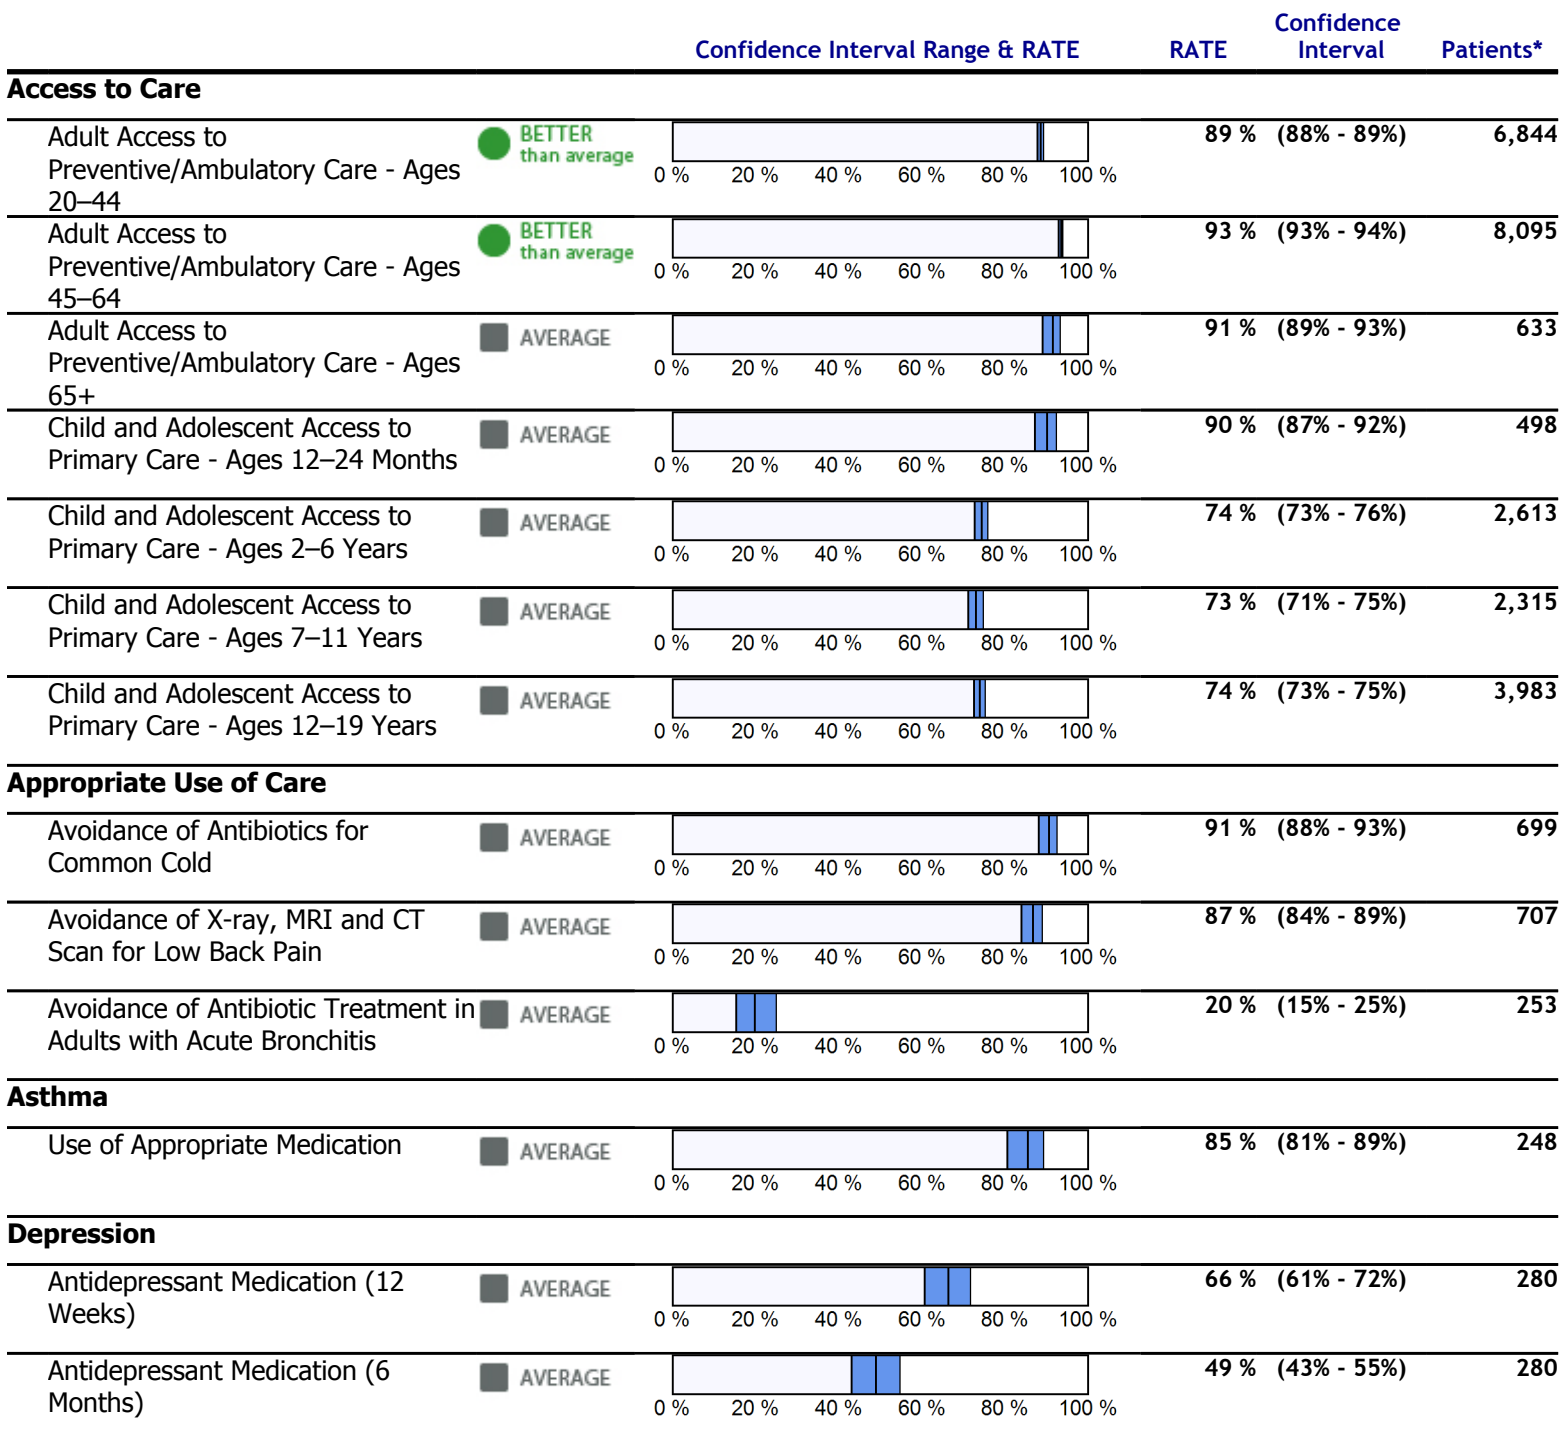 Confidence Interval Range & RATE RATE Confidence Interval Patients*
Access to Care
Adult Access to
Preventive/Ambulatory Care - Ages
20–44
BETTER
than average
0 % 20 % 40 % 60 % 80 % 100 %
89 % (88% - 89%) 6,844
Adult Access to
Preventive/Ambulatory Care - Ages
45–64
BETTER
than average
0 % 20 % 40 % 60 % 80 % 100 %
93 % (93% - 94%) 8,095
Adult Access to
Preventive/Ambulatory Care - Ages
65+
AVERAGE
0 % 20 % 40 % 60 % 80 % 100 %
91 % (89% - 93%) 633
Child and Adolescent Access to
Primary Care - Ages 12–24 Months
AVERAGE
0 % 20 % 40 % 60 % 80 % 100 %
90 % (87% - 92%) 498
Child and Adolescent Access to
Primary Care - Ages 2–6 Years
AVERAGE
0 % 20 % 40 % 60 % 80 % 100 %
74 % (73% - 76%) 2,613
Child and Adolescent Access to
Primary Care - Ages 7–11 Years
AVERAGE
0 % 20 % 40 % 60 % 80 % 100 %
73 % (71% - 75%) 2,315
Child and Adolescent Access to
Primary Care - Ages 12–19 Years
AVERAGE
0 % 20 % 40 % 60 % 80 % 100 %
74 % (73% - 75%) 3,983
Appropriate Use of Care
Avoidance of Antibiotics for
Common Cold
AVERAGE
0 % 20 % 40 % 60 % 80 % 100 %
91 % (88% - 93%) 699
Avoidance of X-ray, MRI and CT
Scan for Low Back Pain
AVERAGE
0 % 20 % 40 % 60 % 80 % 100 %
87 % (84% - 89%) 707
Avoidance of Antibiotic Treatment in
Adults with Acute Bronchitis
AVERAGE
0 % 20 % 40 % 60 % 80 % 100 %
20 % (15% - 25%) 253
Asthma
Use of Appropriate Medication
AVERAGE
0 % 20 % 40 % 60 % 80 % 100 %
85 % (81% - 89%) 248
Depression
Antidepressant Medication (12
Weeks)
AVERAGE
0 % 20 % 40 % 60 % 80 % 100 %
66 % (61% - 72%) 280
Antidepressant Medication (6
Months)
AVERAGE
0 % 20 % 40 % 60 % 80 % 100 %
49 % (43% - 55%) 280